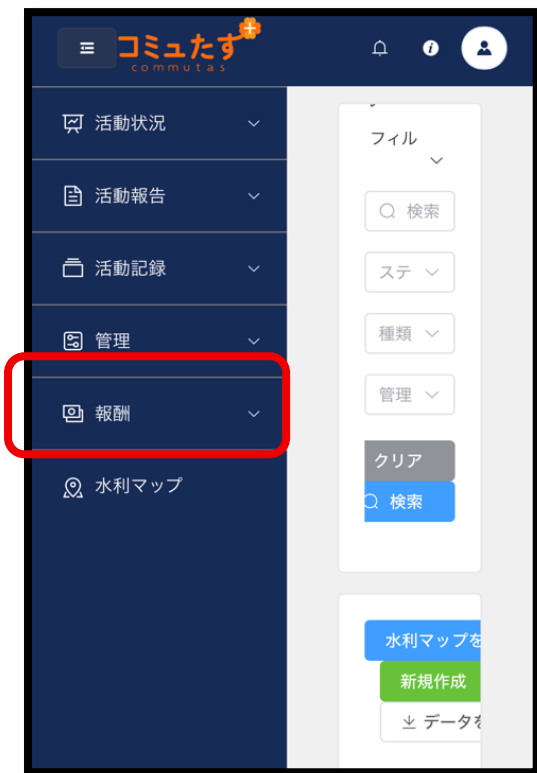 コミュたす
commutas
活動状況
活動報告
活動記録
管理
報酬
水利マップ
フィル
検索
ステ
種類
管理
クリア
検索
水利マップを
新規作成
データを